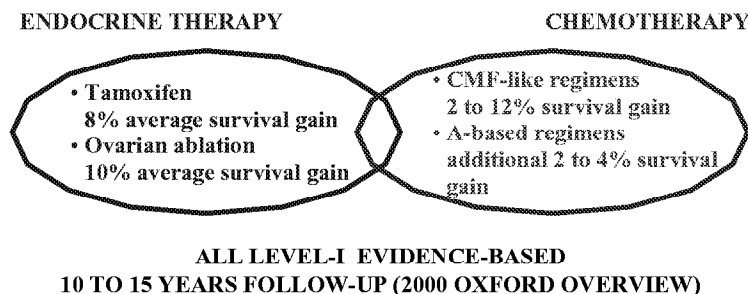 ENDOCRINE THERAPY
CHEMOTHERAPY
• Tamoxifen
8% average survival gain
• Ovarian ablation
10% average survival gain
• CMF-like regimens
2 to 12% survival gain
• A-based regimens
additional 2 to 4% survival
gain
ALL LEVEL-I EVIDENCE-BASED
10 TO 15 YEARS FOLLOW-UP (2000 OXFORD OVERVIEW)